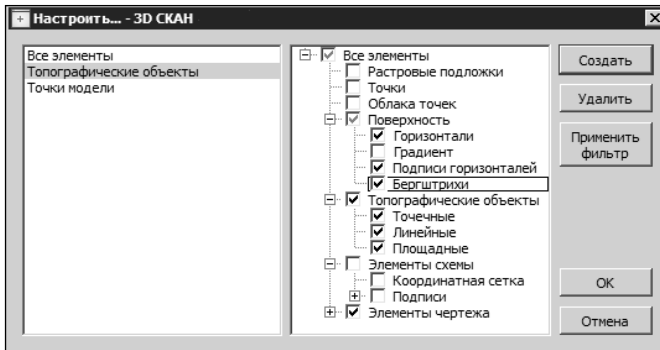 Настроить... - 3D СКАН
Все элементы
Топографические объекты
Точки модели
Все элементы
Растровые подложки
Точки
Облака точек
Поверхность
Горизонтали
Градиент
Подписи горизонталей
Бергштрихи
Топографические объекты
Точечные
Линейные
Площадные
Элементы схемы
Координатная сетка
Подписи
Элементы чертежа
Создать
Удалить
Применить
фильтр
OK
Отмена